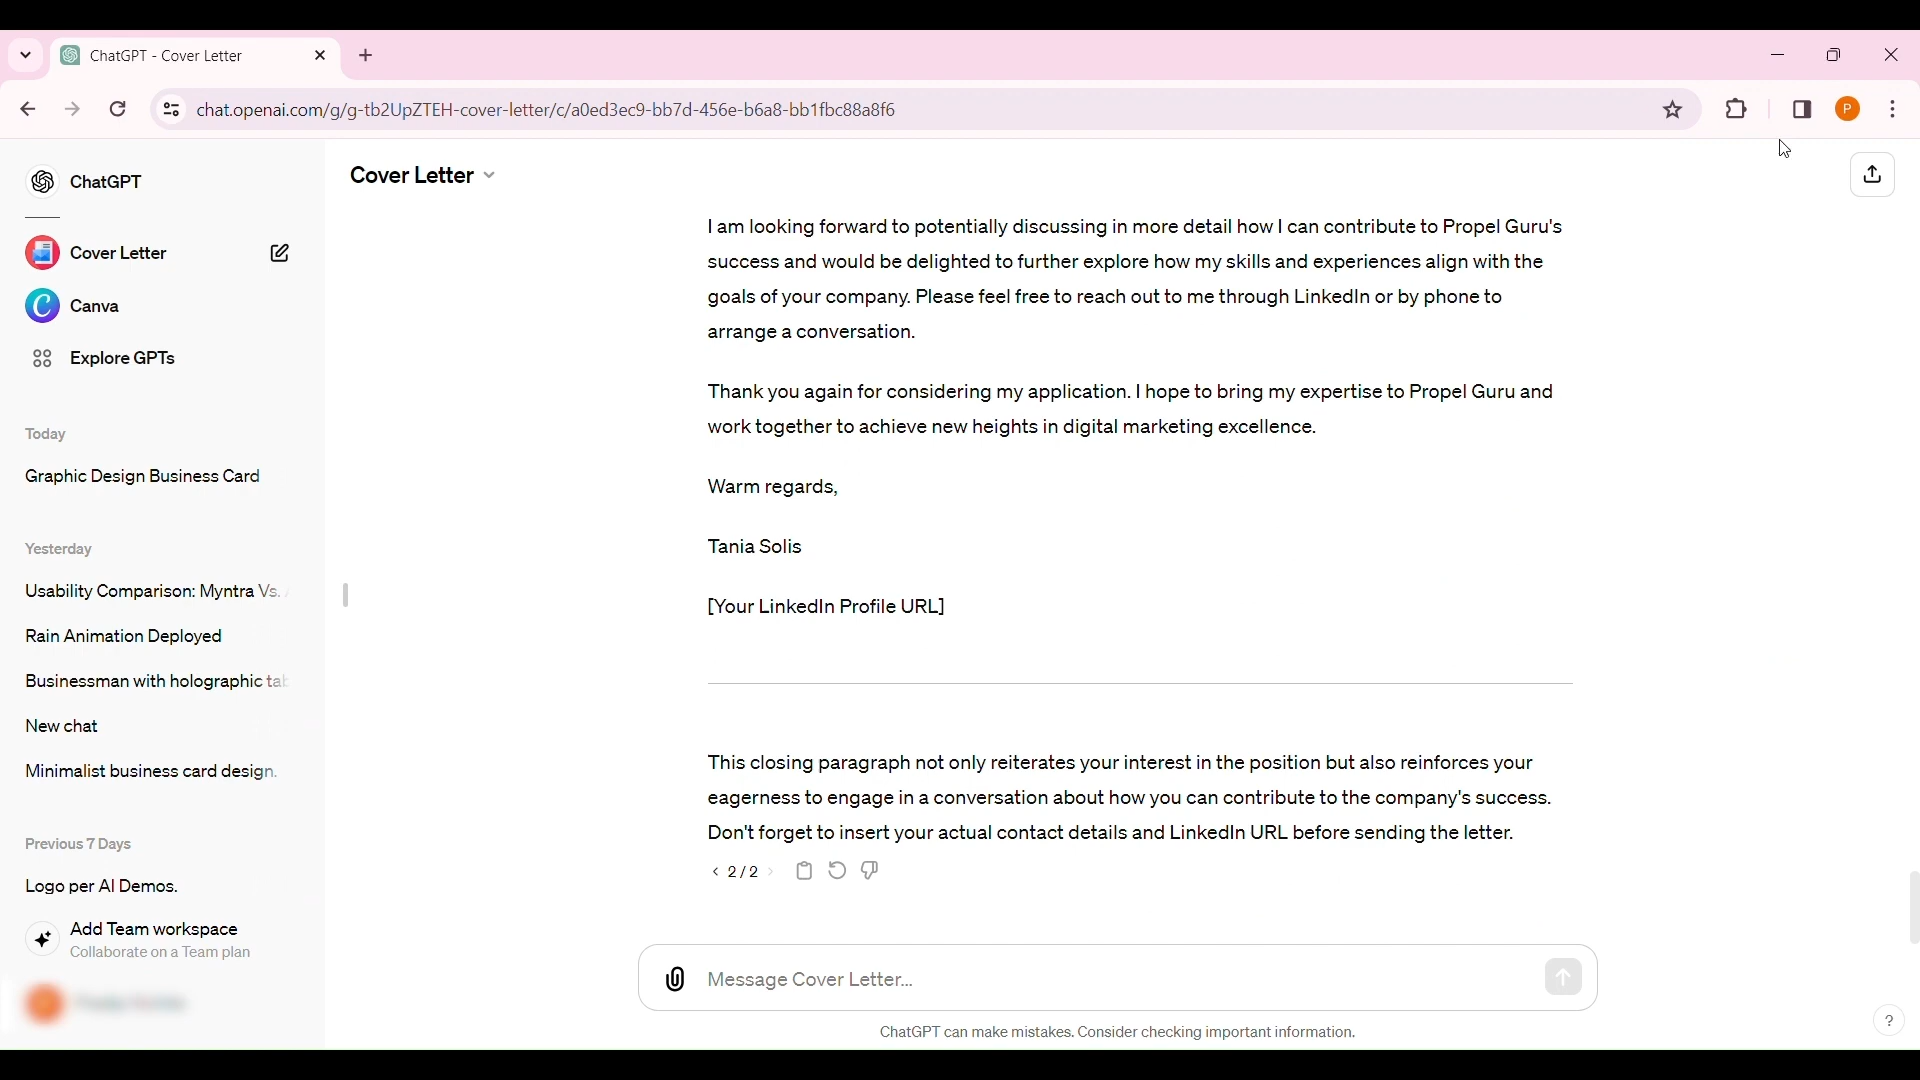 ChatGPT - Cover Letter
chat.openai.com/g/g-tb2UpZTEH-cover-letter/c/a0ed3ec9-bb7d-456e-b6a8-bb1fbc88a8f6
P
ChatGPT
Cover Letter
Canva
Explore GPTs
Today
Graphic Design Business Card
Yesterday
Usability Comparison: Myntra Vs.
Rain Animation Deployed
Businessman with holographic tab
New chat
Minimalist business card design.
Previous 7 Days
Logo per AI Demos.
Add Team workspace
Collaborate on a Team plan
Cover Letter
I am looking forward to potentially discussing in more detail how I can contribute to Propel Guru's
success and would be delighted to further explore how my skills and experiences align with the
goals of your company. Please feel free to reach out to me through LinkedIn or by phone to
arrange a conversation.
Thank you again for considering my application. I hope to bring my expertise to Propel Guru and
work together to achieve new heights in digital marketing excellence.
Warm regards,
Tania Solis
[Your LinkedIn Profile URL]
This closing paragraph not only reiterates your interest in the position but also reinforces your
eagerness to engage in a conversation about how you can contribute to the company's success.
Don't forget to insert your actual contact details and LinkedIn URL before sending the letter.
< 2/2 >
Message Cover Letter...
ChatGPT can make mistakes. Consider checking important information.
?